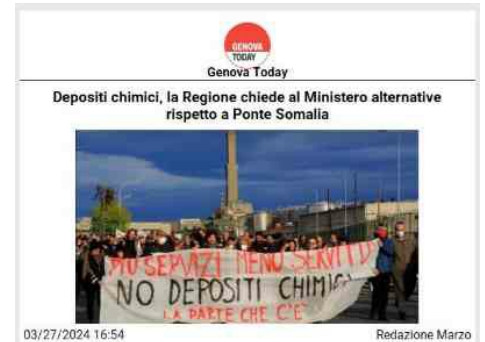 GENOVA
TODAY
Genova Today
Depositi chimici, la Regione chiede al Ministero alternative
rispetto a Ponte Somalia
PIÙ SERVIZI MENO SERVITÙ
NO DEPOSITI CHIMICI
LA PARTE CHE C'È
03/27/2024 16:54
Redazione Marzo